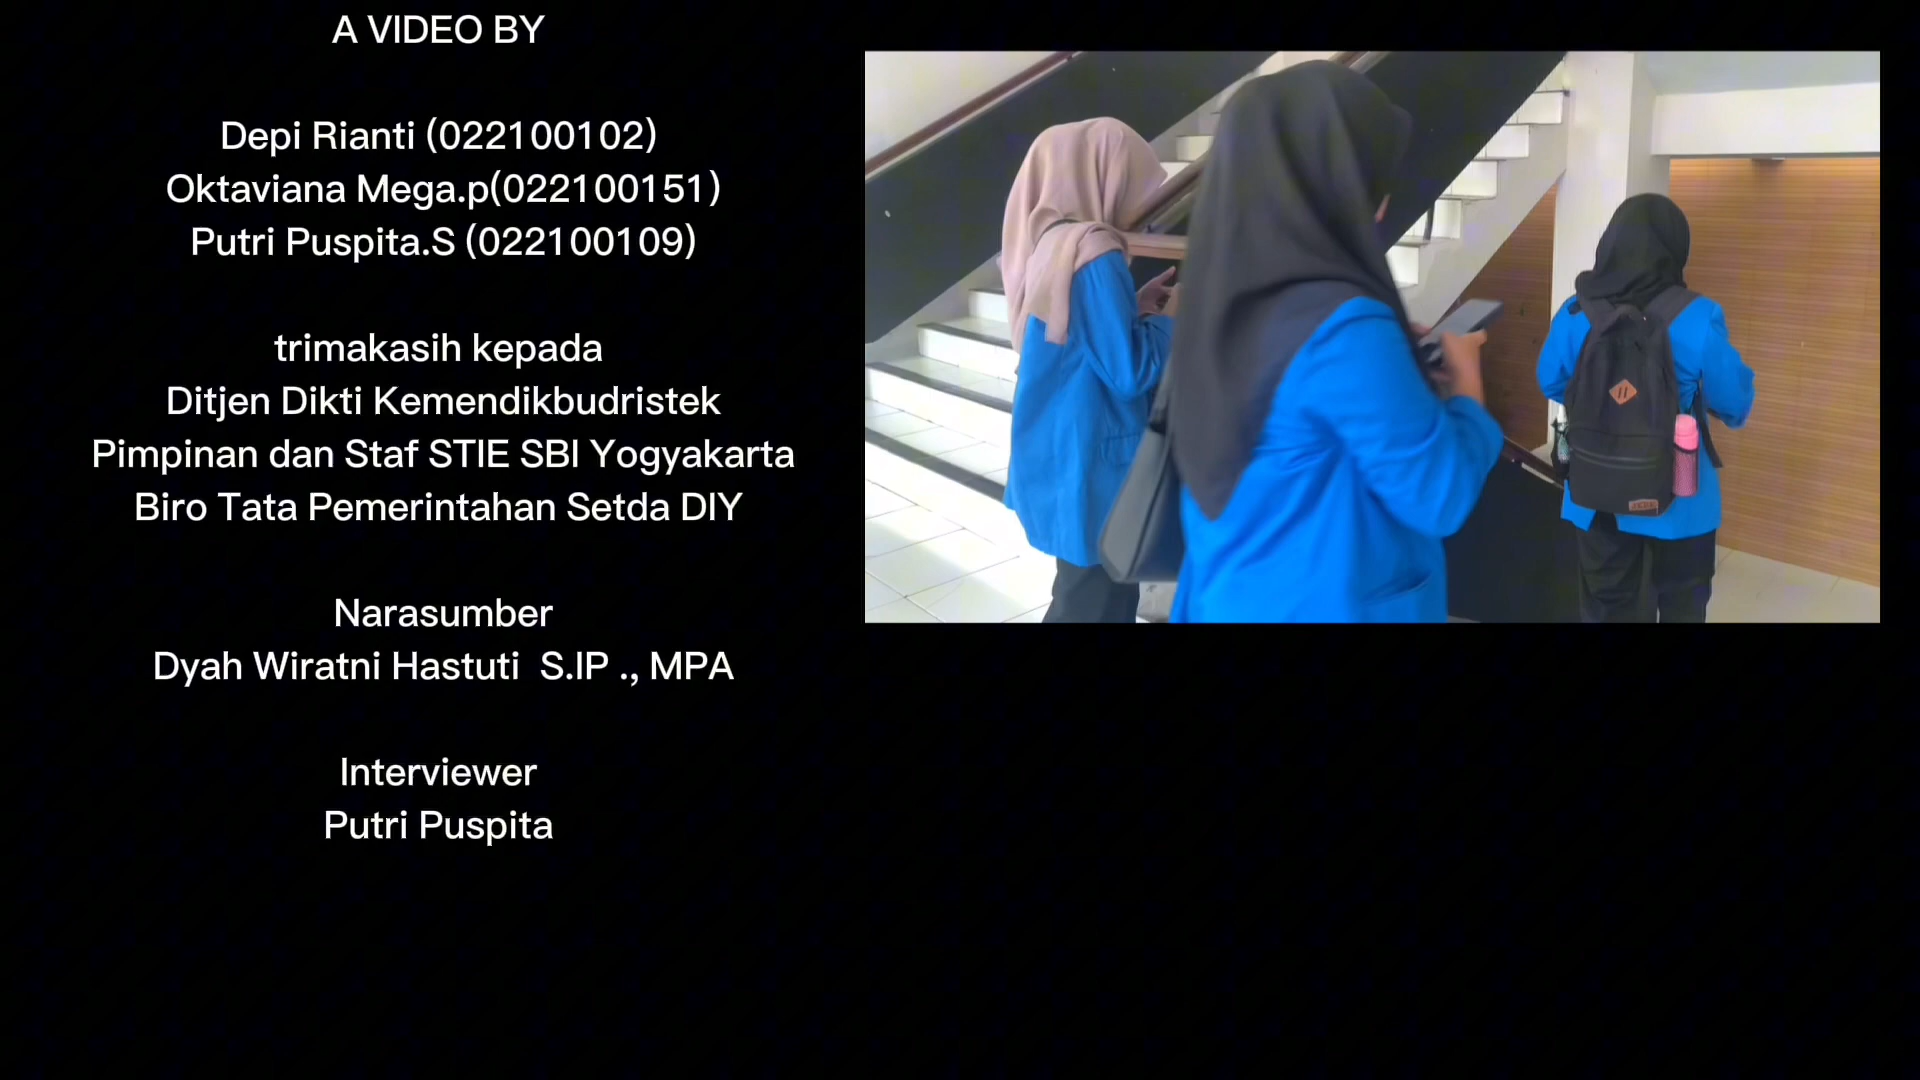 A VIDEO BY
Depi Rianti (022100102)
Oktaviana Mega.p(022100151)
Putri Puspita.S (022100109)
trimakasih kepada
Ditjen Dikti Kemendikbudristek
Pimpinan dan Staf STIE SBI Yogyakarta
Biro Tata Pemerintahan Setda DIY
Narasumber
Dyah Wiratni Hastuti  S.IP ., MPA
Interviewer
Putri Puspita